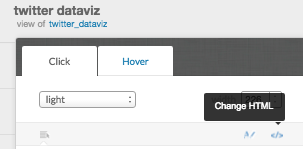 twitter dataviz
view of twitter_dataviz
Click
Hover
light
Change HTML